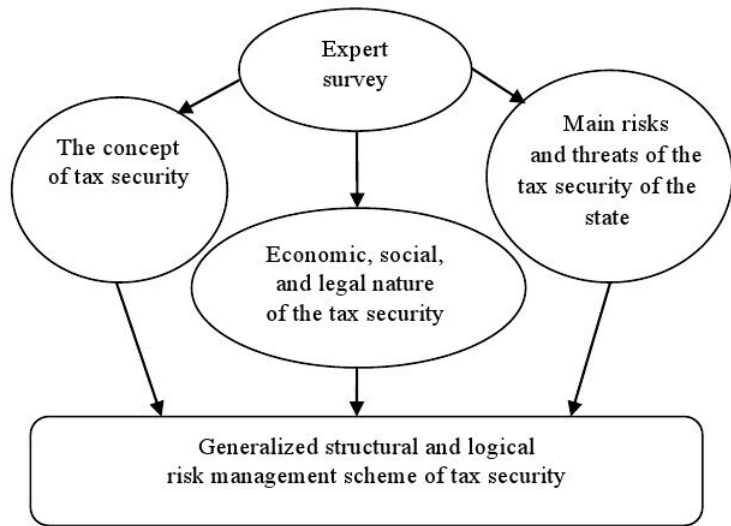 Expert
survey
The concept
of tax security
Main risks
and threats of the
tax security of the
state
Economic, social,
and legal nature
of the tax security
Generalized structural and logical
risk management scheme of tax security